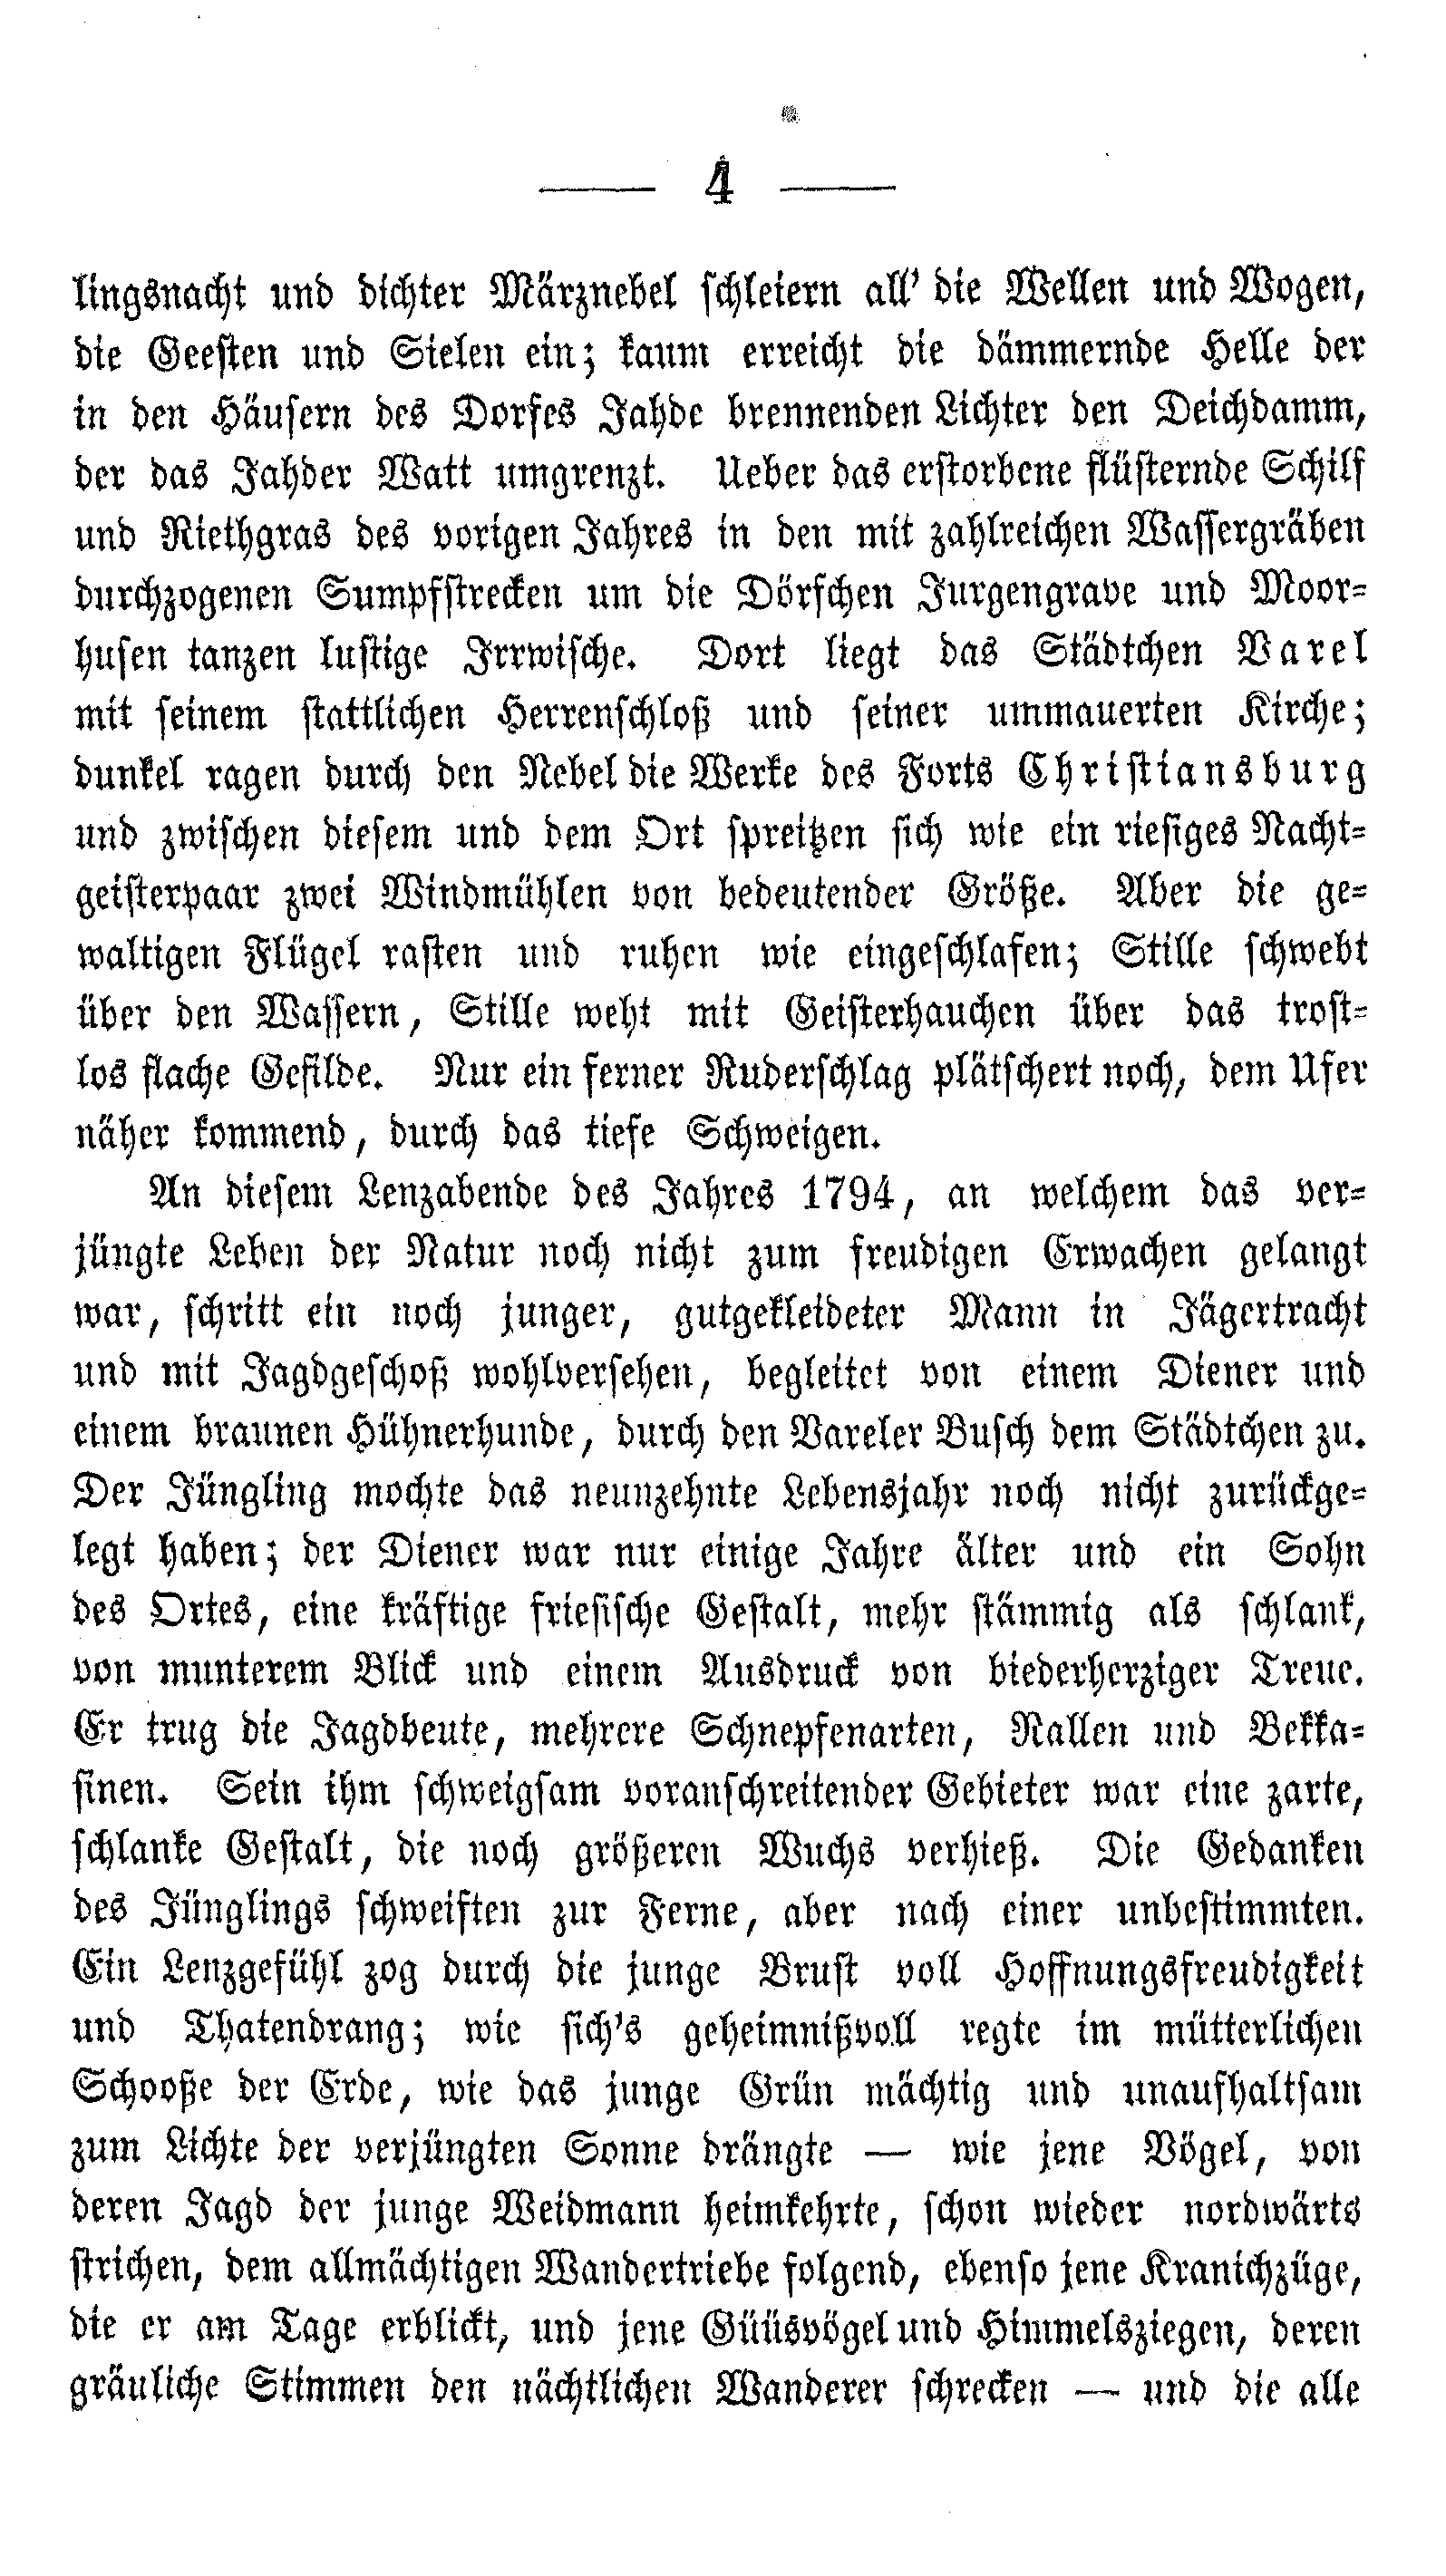 — 4 —
lingsnacht und dichter Märznebel schleiern all' die Wellen und Wogen,
die Geesten und Sielen ein; kaum erreicht die dämmernde Helle der
in den Häusern des Dorfes Jahde brennenden Lichter den Deichdamm,
der das Jahder Watt umgrenzt. Ueber das erstorbene flüsternde Schilf
und Riethgras des vorigen Jahres in den mit zahlreichen Wassergräben
durchzogenen Sumpfstrecken um die Dörfchen Jurgengrave und Moor-
husen tanzen lustige Irrwische. Dort liegt das Städtchen Varel
mit seinem stattlichen Herrenschloß und seiner ummauerten Kirche;
dunkel ragen durch den Nebel die Werke des Forts Christiansburg
und zwischen diesem und dem Ort spreitzen sich wie ein riesiges Nacht-
geisterpaar zwei Windmühlen von bedeutender Größe. Aber die ge-
waltigen Flügel rasten und ruhen wie eingeschlafen; Stille schwebt
über den Wassern, Stille weht mit Geisterhauchen über das trost-
los flache Gefilde. Nur ein ferner Ruderschlag plätschert noch, dem Ufer
näher kommend, durch das tiefe Schweigen.
An diesem Lenzabende des Jahres 1794, an welchem das ver-
jüngte Leben der Natur noch nicht zum freudigen Erwachen gelangt
war, schritt ein noch junger, gutgekleideter Mann in Jägertracht
und mit Jagdgeschoß wohlversehen, begleitet von einem Diener und
einem braunen Hühnerhunde, durch den Vareler Busch dem Städtchen zu.
Der Jüngling mochte das neunzehnte Lebensjahr noch nicht zurückge-
legt haben; der Diener war nur einige Jahre älter und ein Sohn
des Ortes, eine kräftige friesische Gestalt, mehr stämmig als schlank,
von munterem Blick und einem Ausdruck von biederherziger Treue.
Er trug die Jagdbeute, mehrere Schnepfenarten, Rallen und Bekka-
sinen. Sein ihm schweigsam voranschreitender Gebieter war eine zarte,
schlanke Gestalt, die noch größeren Wuchs verhieß. Die Gedanken
des Jünglings schweiften zur Ferne, aber nach einer unbestimmten.
Ein Lenzgefühl zog durch die junge Brust voll Hoffnungsfreudigkeit
und Thatendrang; wie sich's geheimnißvoll regte im mütterlichen
Schooße der Erde, wie das junge Grün mächtig und unaufhaltsam
zum Lichte der verjüngten Sonne drängte — wie jene Vögel, von
deren Jagd der junge Weidmann heimkehrte, schon wieder nordwärts
strichen, dem allmächtigen Wandertriebe folgend, ebenso jene Kranichzüge,
die er am Tage erblickt, und jene Güüsvögel und Himmelsziegen, deren
gräuliche Stimmen den nächtlichen Wanderer schrecken — und die alle